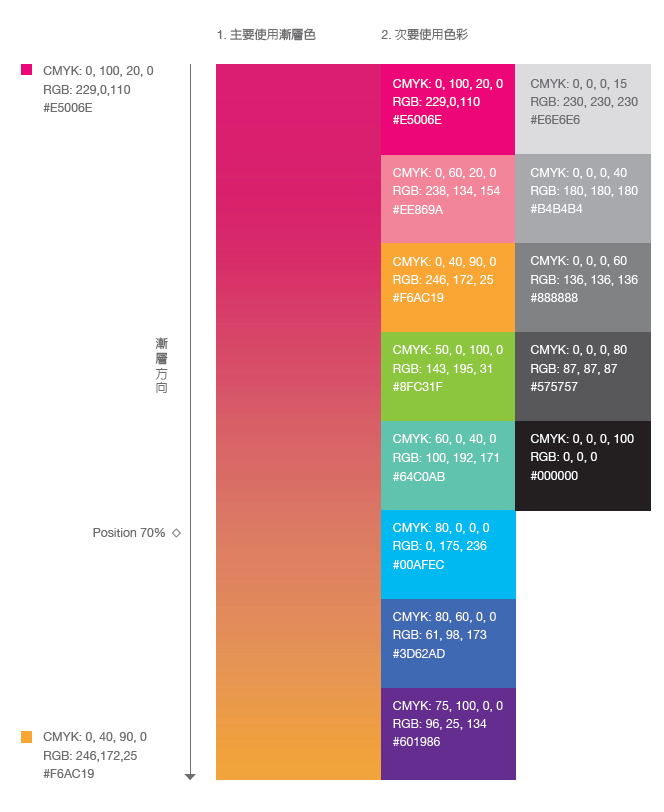 1. 主要使用漸層色
2. 次要使用色彩
CMYK: 0, 100, 20, 0
RGB: 229,0,110
#E5006E
漸層方向
Position 70%
CMYK: 0, 40, 90, 0
RGB: 246,172,25
#F6AC19
CMYK: 0, 100, 20, 0
RGB: 229,0,110
#E5006E
CMYK: 0, 60, 20, 0
RGB: 238, 134, 154
#EE869A
CMYK: 0, 40, 90, 0
RGB: 246, 172, 25
#F6AC19
CMYK: 50, 0, 100, 0
RGB: 143, 195, 31
#8FC31F
CMYK: 60, 0, 40, 0
RGB: 100, 192, 171
#64C0AB
CMYK: 80, 0, 0, 0
RGB: 0, 175, 236
#00AFEC
CMYK: 80, 60, 0, 0
RGB: 61, 98, 173
#3D62AD
CMYK: 75, 100, 0, 0
RGB: 96, 25, 134
#601986
CMYK: 0, 0, 0, 15
RGB: 230, 230, 230
#E6E6E6
CMYK: 0, 0, 0, 40
RGB: 180, 180, 180
#B4B4B4
CMYK: 0, 0, 0, 60
RGB: 136, 136, 136
#888888
CMYK: 0, 0, 0, 80
RGB: 87, 87, 87
#575757
CMYK: 0, 0, 0, 100
RGB: 0, 0, 0
#000000